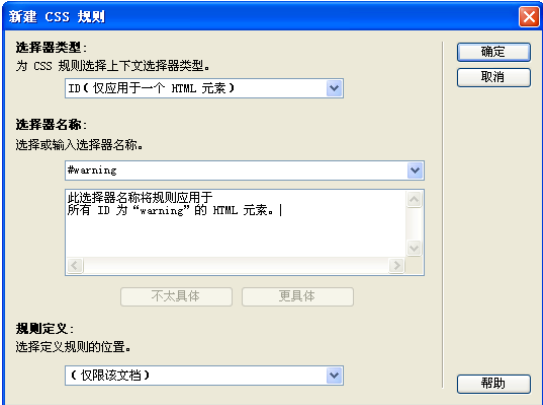 新建 CSS 规则
选择器类型:
为 CSS 规则选择上下文选择器类型。
确定
取消
ID(仅应用于一个 HTML 元素)
选择器名称:
选择或输入选择器名称。
#warning
此选择器名称将规则应用于
所有 ID 为“warning”的 HTML 元素。
不太具体
更具体
规则定义:
选择定义规则的位置。
(仅限该文档)
帮助